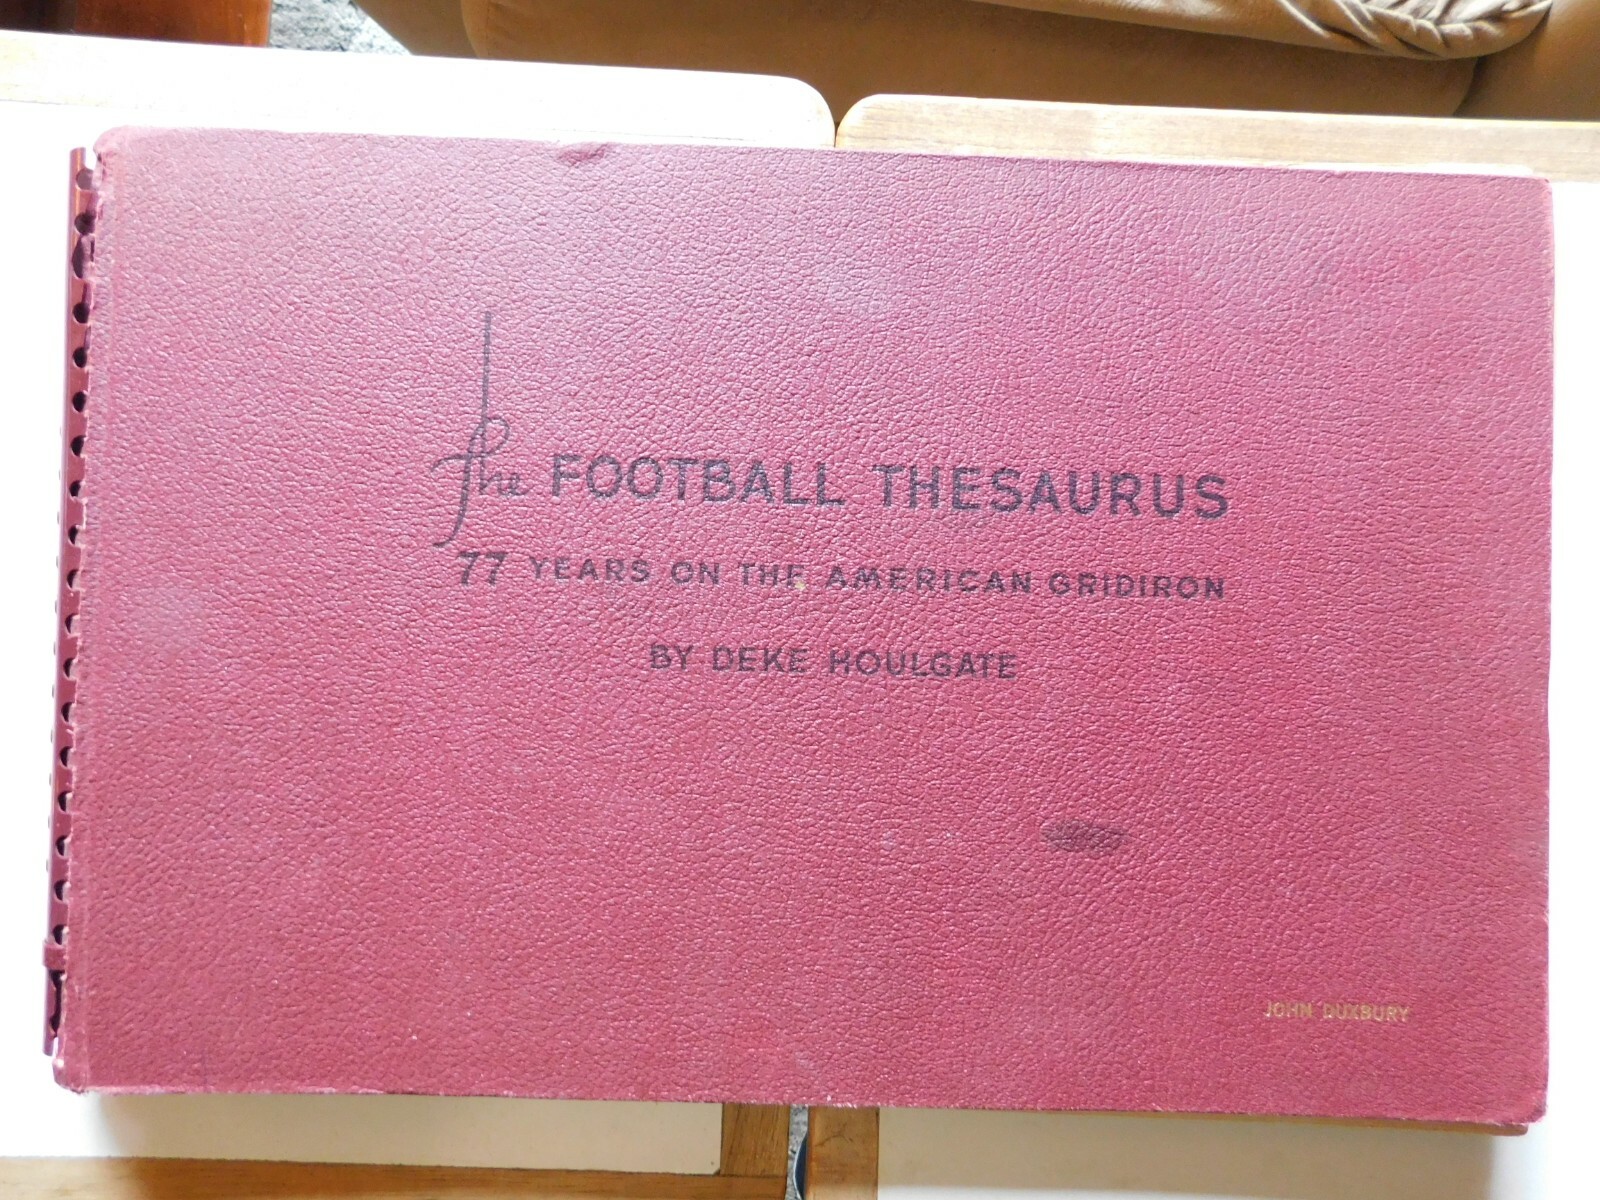 the FOOTBALL THESAURUS
77 YEARS ON THE AMERICAN GRIDIRON
BY DEKE HOULGATE
JOHN DUXBURY